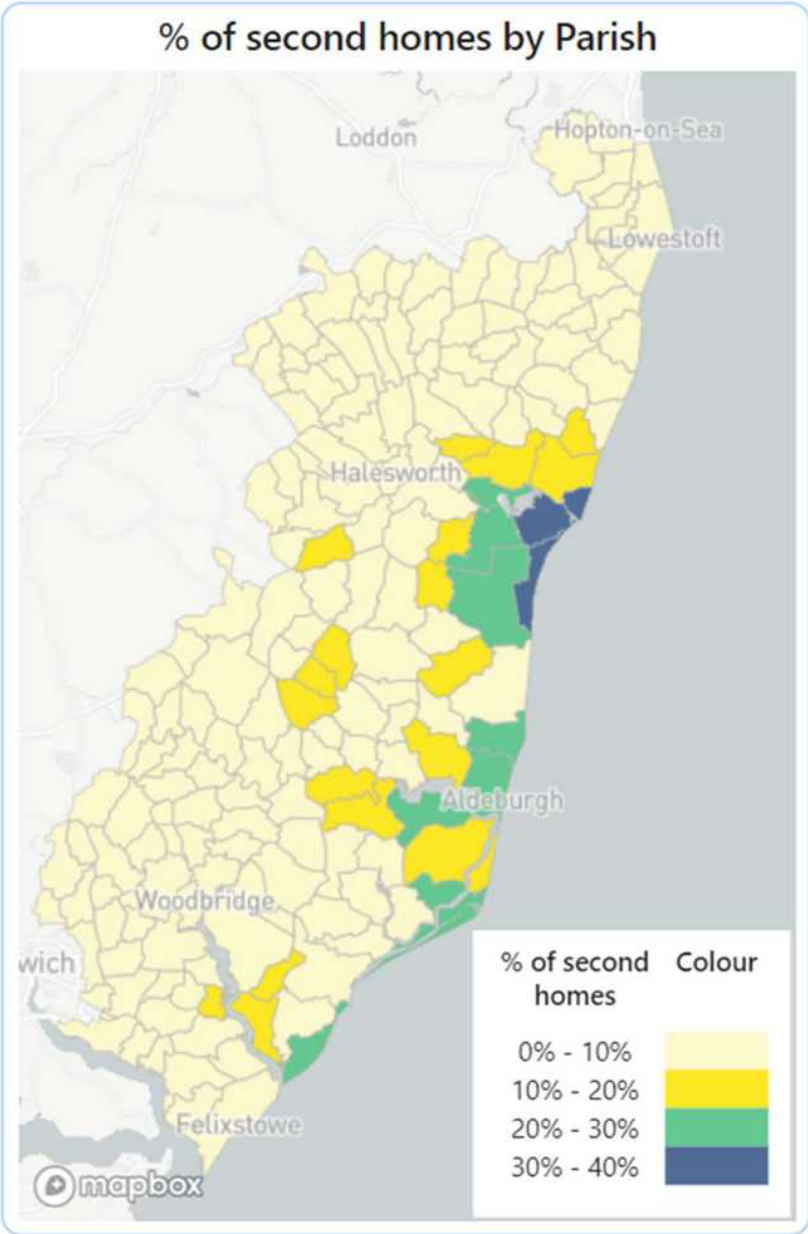 % of second homes by Parish
Loddon
Hopton-on-Sea
Lowestoft
Halesworth
Aldeburgh
Woodbridge
wich
Felixstowe
% of second homes
Colour
0% - 10%
10% - 20%
20% - 30%
30% - 40%
mapbox